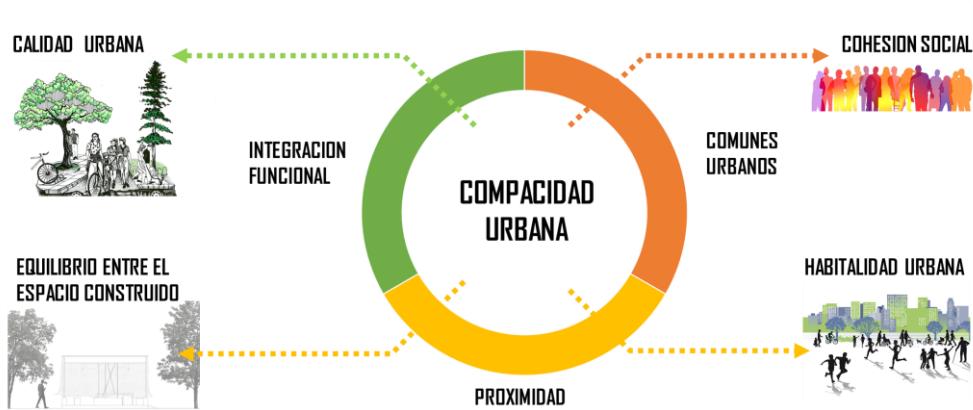 CALIDAD URBANA
COHESION SOCIAL
INTEGRACION
FUNCIONAL
COMUNES
URBANOS
COMPACIDAD
URBANA
EQUILIBRIO ENTRE EL
ESPACIO CONSTRUIDO
HABITALIDAD URBANA
PROXIMIDAD